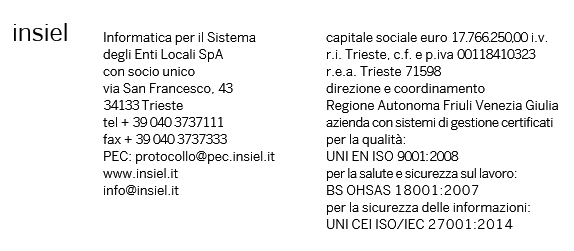 insiel
Informatica per il Sistema
degli Enti Locali SpA
con socio unico
via San Francesco, 43
34133 Trieste
tel + 39 040 3737111
fax + 39 040 3737333
PEC: protocollo@pec.insiel.it
www.insiel.it
info@insiel.it
capitale sociale euro 17.766.250,00 i.v.
r.i. Trieste, c.f. e p.iva 00118410323
r.e.a. Trieste 71598
direzione e coordinamento
Regione Autonoma Friuli Venezia Giulia
azienda con sistemi di gestione certificati
per la qualità:
UNI EN ISO 9001:2008
per la salute e sicurezza sul lavoro:
BS OHSAS 18001:2007
per la sicurezza delle informazioni:
UNI CEI ISO/IEC 27001:2014